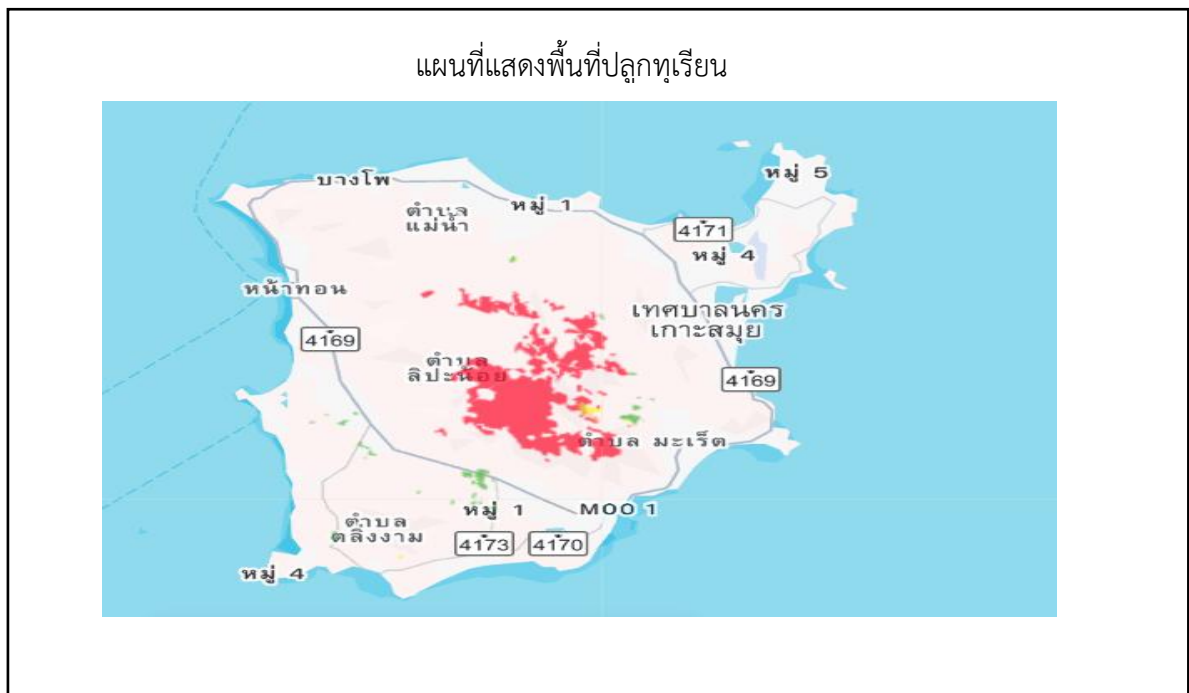 แผนที่แสดงพื้นที่ปลูกทุเรียน
หมู่ 5
บางโพ
ตำบล
แม่น้ำ
หมู่ 1
4171
หมู่ 4
หน้าทอน
เทศบาลนคร
เกาะสมุย
4169
ตำบล
ลิปะน้อย
4169
ตำบล มะเร็ต
หมู่ 1
MOO 1
ตำบล
ตลิ่งงาม
4173
4170
หมู่ 4